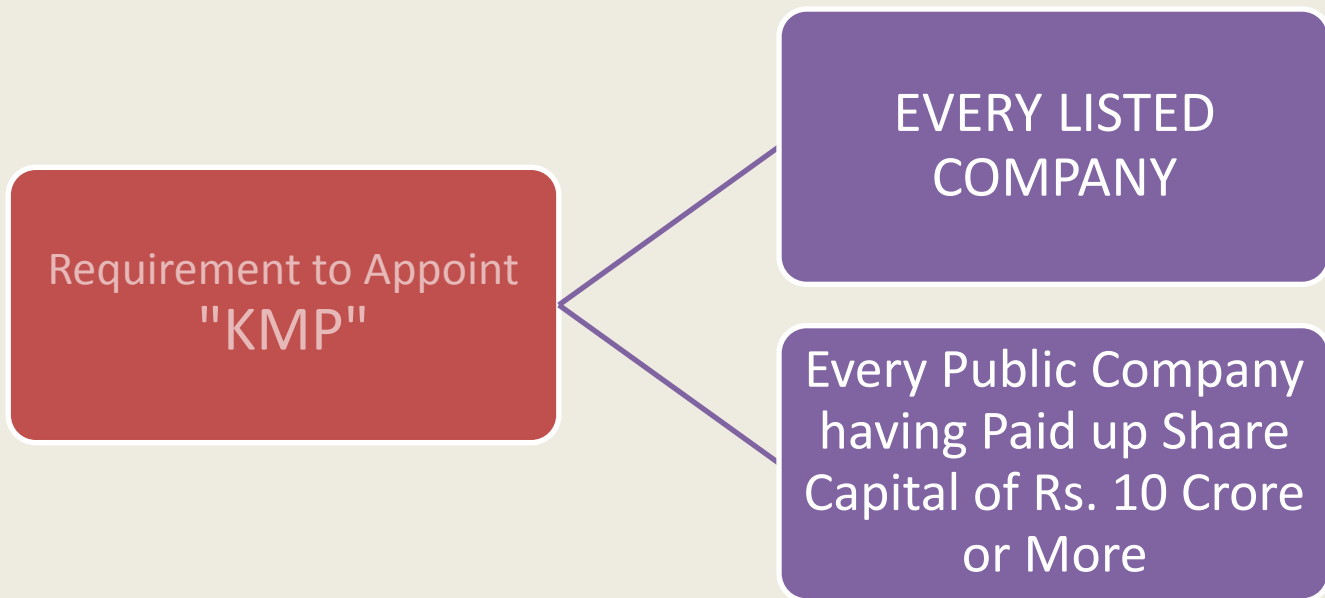 Requirement to Appoint
"KMP"
EVERY LISTED
COMPANY
Every Public Company
having Paid up Share
Capital of Rs. 10 Crore
or More